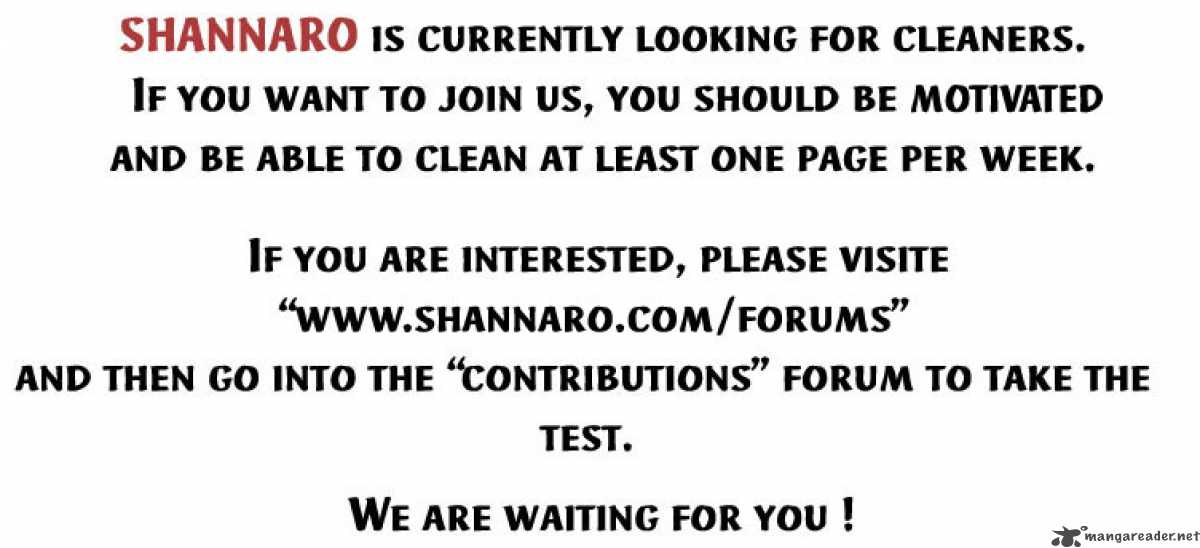 SHANNARO IS CURRENTLY LOOKING FOR CLEANERS.
IF YOU WANT TO JOIN US, YOU SHOULD BE MOTIVATED
AND BE ABLE TO CLEAN AT LEAST ONE PAGE PER WEEK.
IF YOU ARE INTERESTED, PLEASE VISITE
“WWW.SHANNARO.COM/FORUMS”
AND THEN GO INTO THE “CONTRIBUTIONS” FORUM TO TAKE THE
TEST.
WE ARE WAITING FOR YOU !
mangareader.net